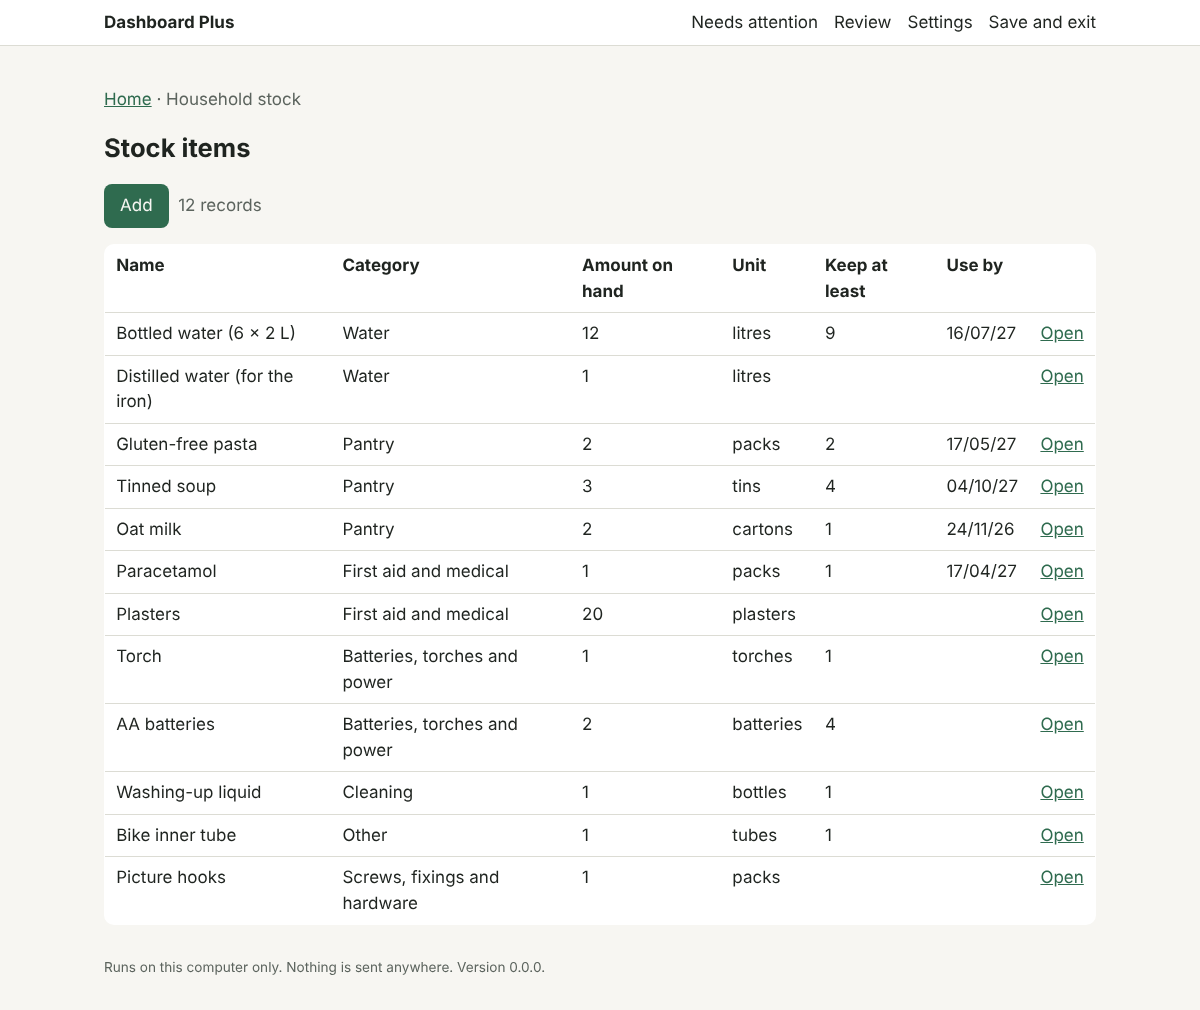 Dashboard Plus Needs attention Review Settings Save and exit
Home · Household stock
Stock items
Add 12 records
Name Category Amount on hand Unit Keep at least Use by
Bottled water (6 × 2 L) Water 12 litres 9 16/07/27 Open
Distilled water (for the iron) Water 1 litres Open
Gluten-free pasta Pantry 2 packs 2 17/05/27 Open
Tinned soup Pantry 3 tins 4 04/10/27 Open
Oat milk Pantry 2 cartons 1 24/11/26 Open
Paracetamol First aid and medical 1 packs 1 17/04/27 Open
Plasters First aid and medical 20 plasters Open
Torch Batteries, torches and power 1 torches 1 Open
AA batteries Batteries, torches and power 2 batteries 4 Open
Washing-up liquid Cleaning 1 bottles 1 Open
Bike inner tube Other 1 tubes 1 Open
Picture hooks Screws, fixings and hardware 1 packs Open
Runs on this computer only. Nothing is sent anywhere. Version 0.0.0.